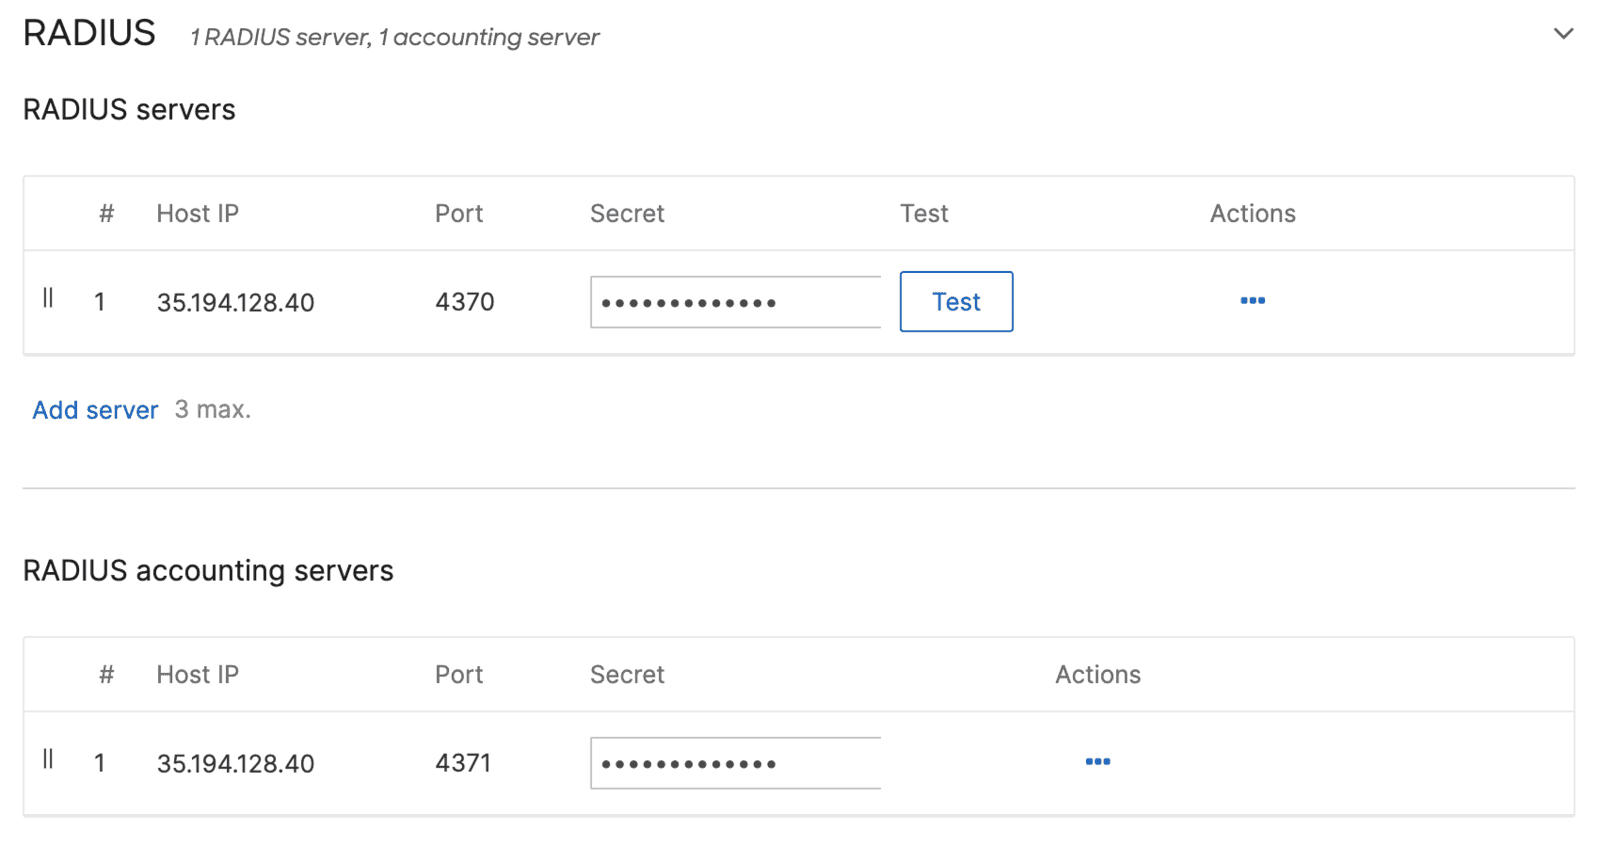 RADIUS 1 RADIUS server, 1 accounting server
RADIUS servers
# Host IP Port Secret Test Actions
1 35.194.128.40 4370 ••••••••••••• Test •••
Add server 3 max.
RADIUS accounting servers
# Host IP Port Secret Actions
1 35.194.128.40 4371 ••••••••••••• •••